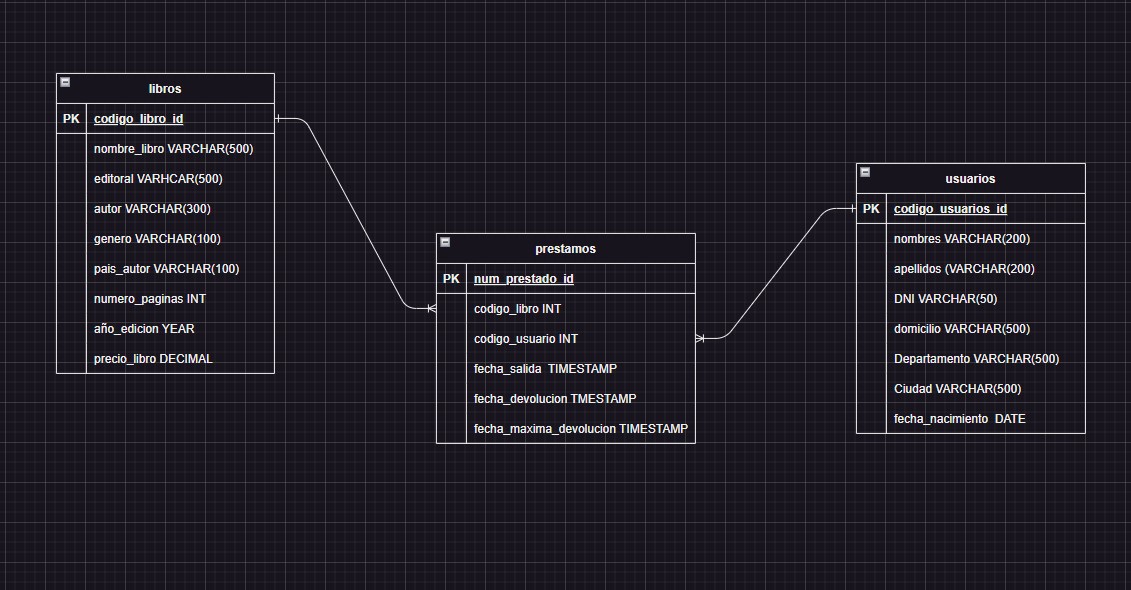 libros
PK codigo_libro_id
nombre_libro VARCHAR(500)
editoral VARHCAR(500)
autor VARCHAR(300)
genero VARCHAR(100)
pais_autor VARCHAR(100)
numero_paginas INT
año_edicion YEAR
precio_libro DECIMAL
prestamos
PK num_prestado_id
codigo_libro INT
codigo_usuario INT
fecha_salida  TIMESTAMP
fecha_devolucion TMESTAMP
fecha_maxima_devolucion TIMESTAMP
usuarios
PK codigo_usuarios_id
nombres VARCHAR(200)
apellidos (VARCHAR(200)
DNI VARCHAR(50)
domicilio VARCHAR(500)
Departamento VARCHAR(500)
Ciudad VARCHAR(500)
fecha_nacimiento  DATE